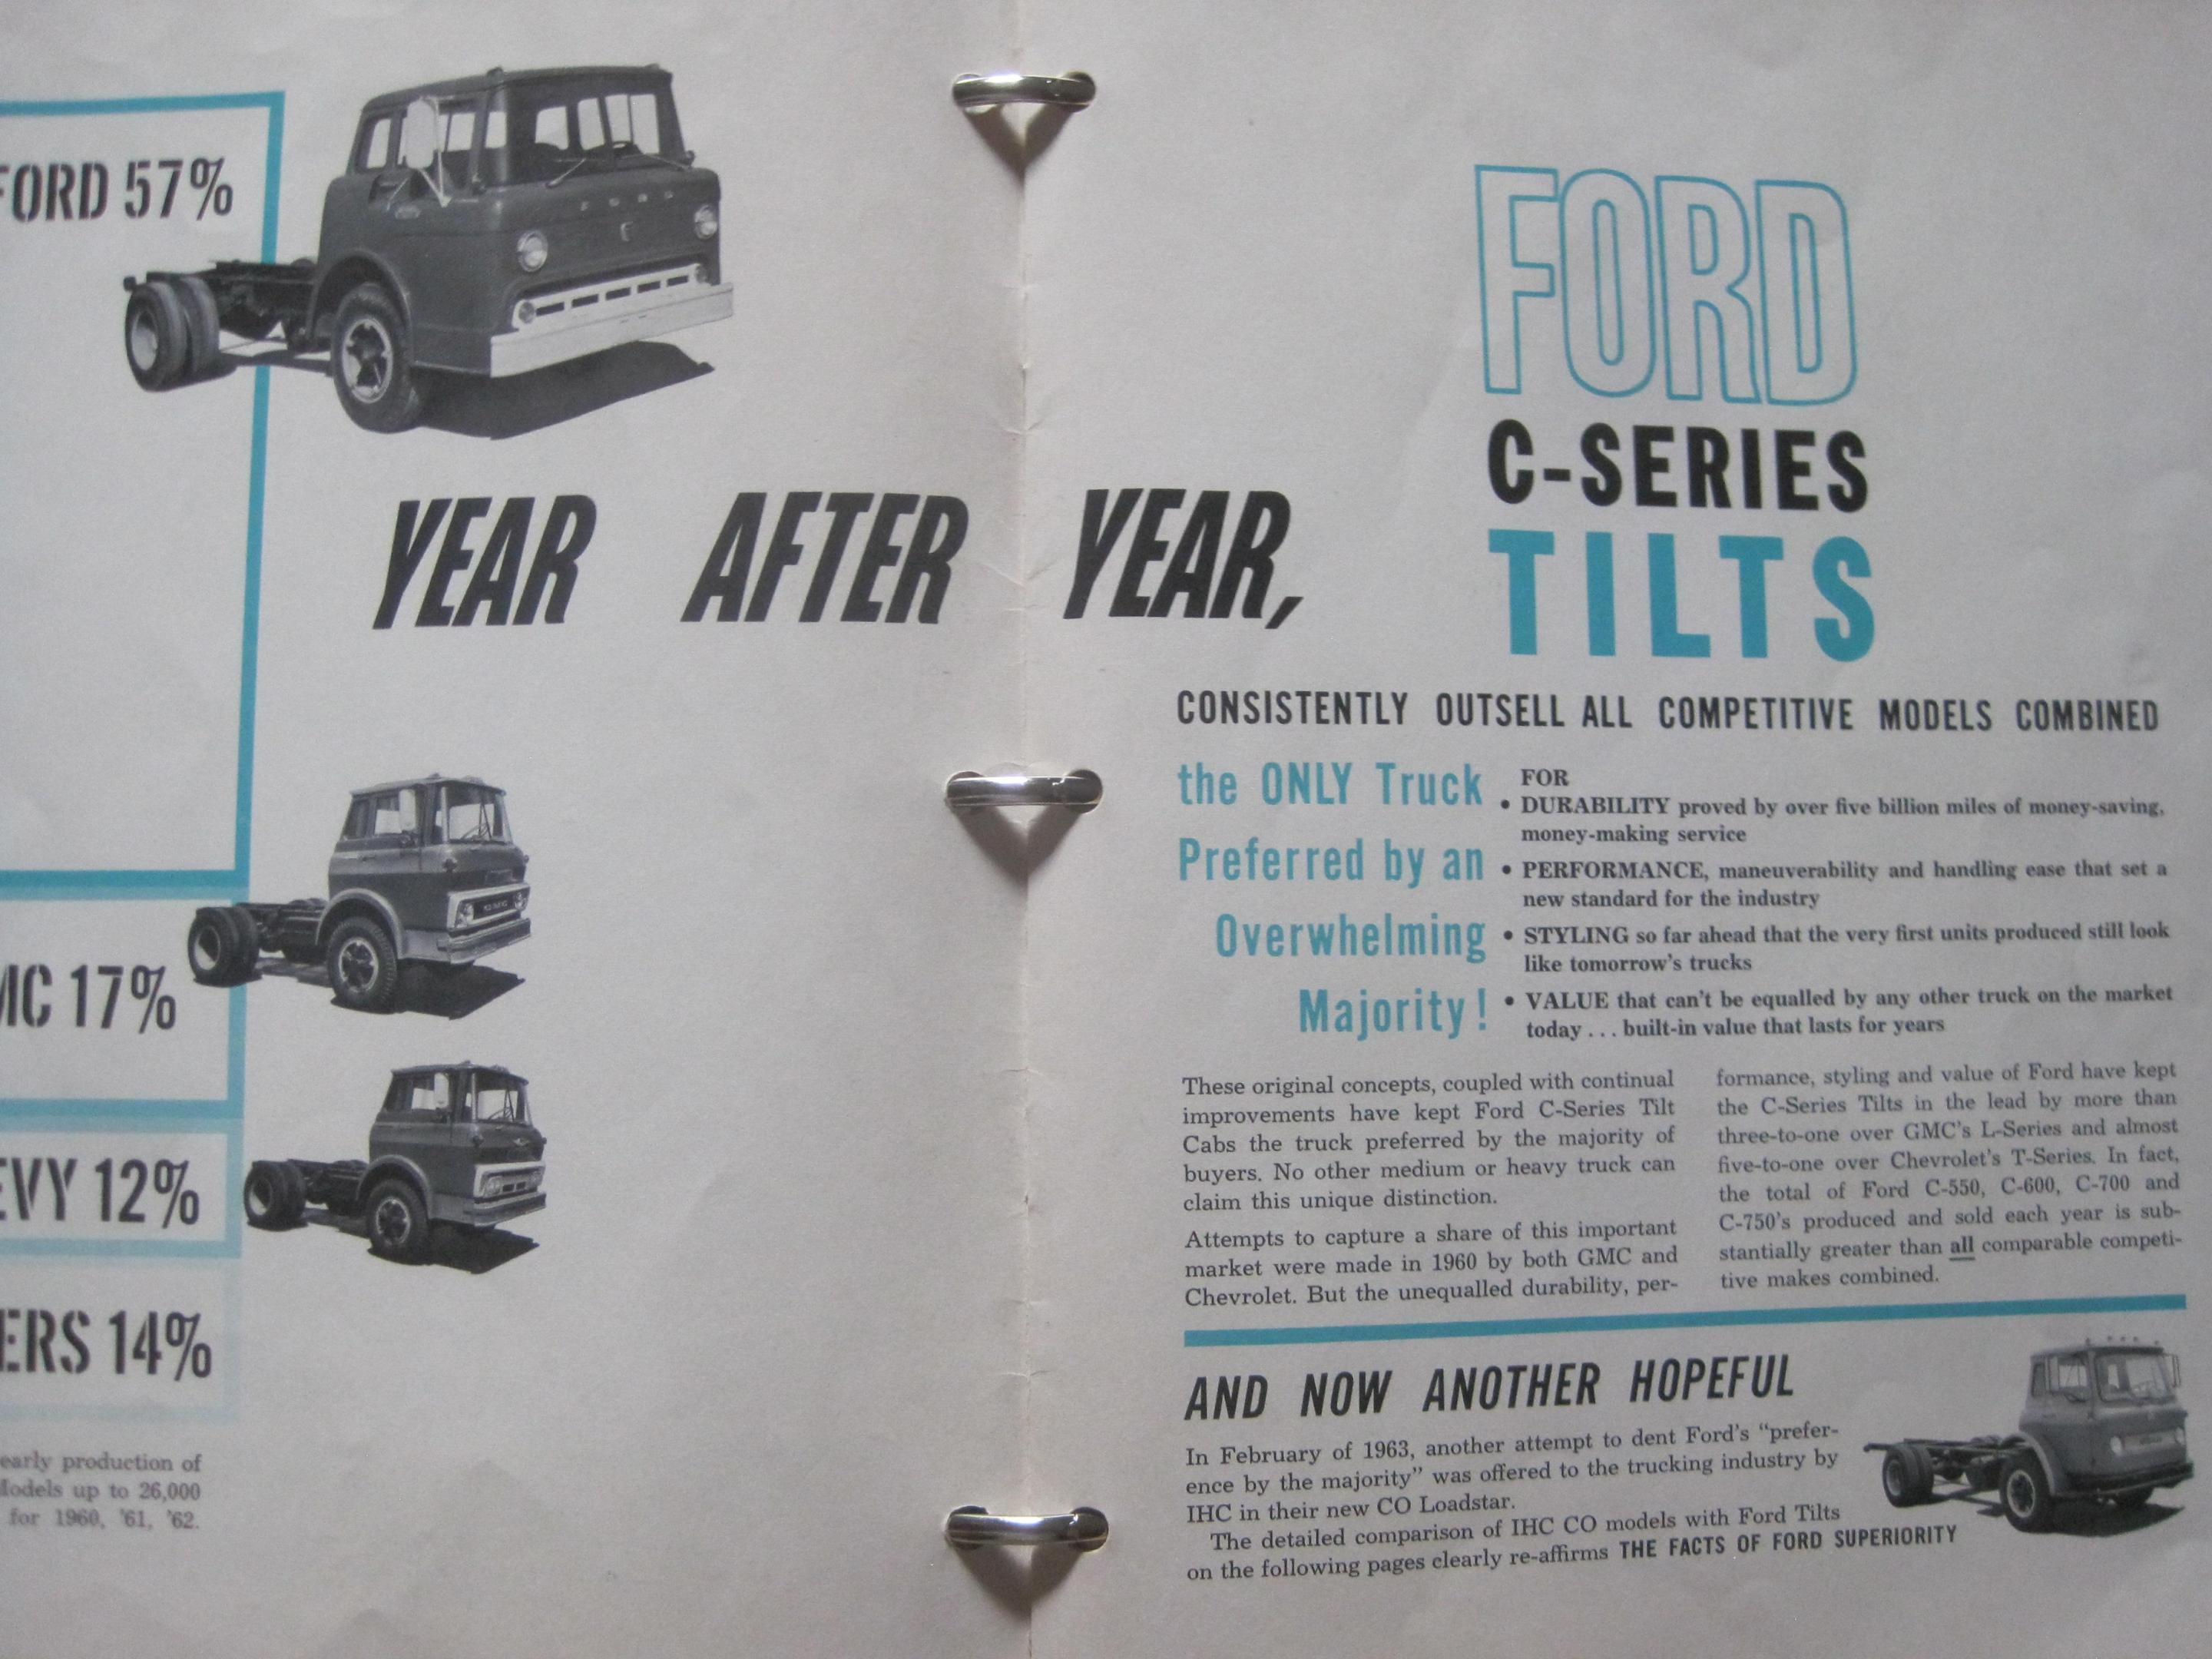 FORD 57%
FORD
YEAR AFTER YEAR,
MC 17%
EVY 12%
ERS 14%
early production of
Models up to 26,000
for 1960, '61, '62.
FORD
C-SERIES
TILTS
CONSISTENTLY OUTSELL ALL COMPETITIVE MODELS COMBINED
the ONLY Truck
Preferred by an
Overwhelming
Majority!
FOR
• DURABILITY proved by over five billion miles of money-saving,
money-making service
• PERFORMANCE, maneuverability and handling ease that set a
new standard for the industry
• STYLING so far ahead that the very first units produced still look
like tomorrow's trucks
• VALUE that can't be equalled by any other truck on the market
today . . . built-in value that lasts for years
These original concepts, coupled with continual
improvements have kept Ford C-Series Tilt
Cabs the truck preferred by the majority of
buyers. No other medium or heavy truck can
claim this unique distinction.
Attempts to capture a share of this important
market were made in 1960 by both GMC and
Chevrolet. But the unequalled durability, per-
formance, styling and value of Ford have kept
the C-Series Tilts in the lead by more than
three-to-one over GMC's L-Series and almost
five-to-one over Chevrolet's T-Series. In fact,
the total of Ford C-550, C-600, C-700 and
C-750's produced and sold each year is sub-
stantially greater than all comparable competi-
tive makes combined.
AND NOW ANOTHER HOPEFUL
In February of 1963, another attempt to dent Ford's "prefer-
ence by the majority" was offered to the trucking industry by
IHC in their new CO Loadstar.
The detailed comparison of IHC CO models with Ford Tilts
on the following pages clearly re-affirms THE FACTS OF FORD SUPERIORITY